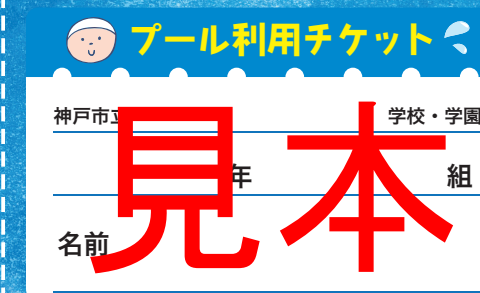 プール利用チケット
神戸市立 学校・学園
年 組
名前
見本